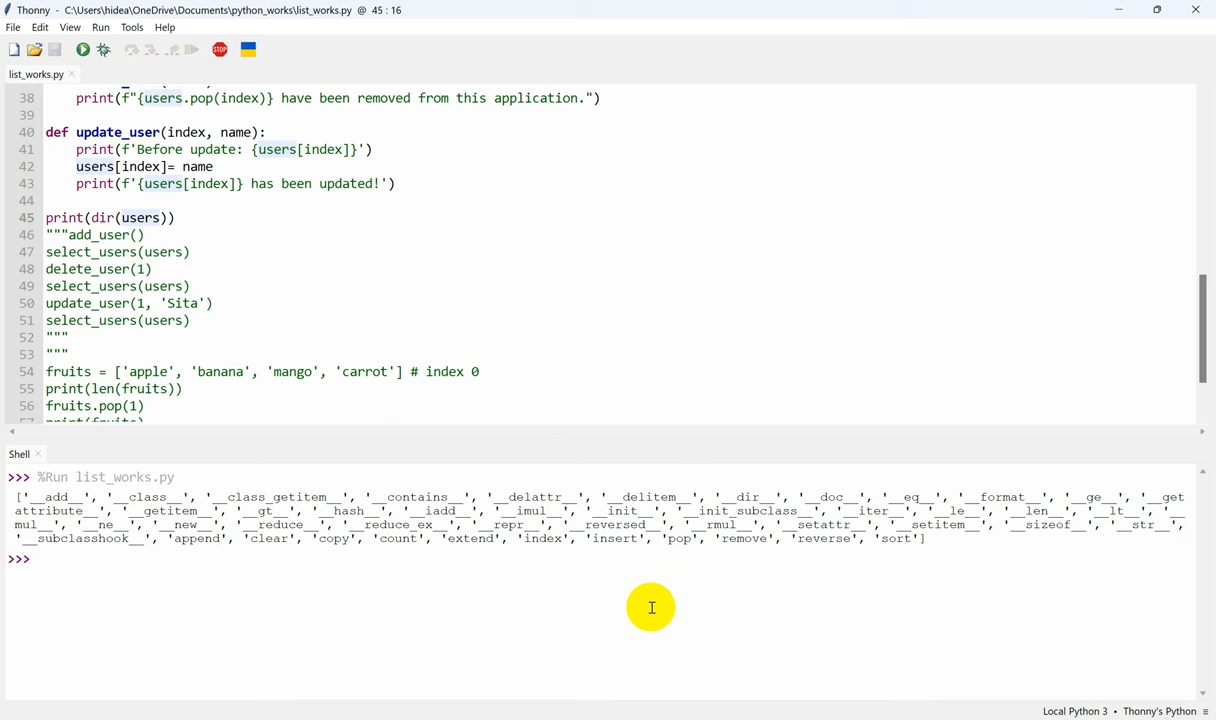 Thonny - C:\Users\hidea\OneDrive\Documents\python_works\list_works.py @ 45 : 16
File Edit View Run Tools Help
STOP
list_works.py ×
38 print(f"{users.pop(index)} have been removed from this application.")
39
40 def update_user(index, name):
41 print(f'Before update: {users[index]}')
42 users[index]= name
43 print(f'{users[index]} has been updated!')
44
45 print(dir(users))
46 """add_user()
47 select_users(users)
48 delete_user(1)
49 select_users(users)
50 update_user(1, 'Sita')
51 select_users(users)
52 """
53 """
54 fruits = ['apple', 'banana', 'mango', 'carrot'] # index 0
55 print(len(fruits))
56 fruits.pop(1)
57 print(fruits)
Shell ×
>>> %Run list_works.py
['__add__', '__class__', '__class_getitem__', '__contains__', '__delattr__', '__delitem__', '__dir__', '__doc__', '__eq__', '__format__', '__ge__', '__get
attribute__', '__getitem__', '__gt__', '__hash__', '__iadd__', '__imul__', '__init__', '__init_subclass__', '__iter__', '__le__', '__len__', '__lt__', '__
mul__', '__ne__', '__new__', '__reduce__', '__reduce_ex__', '__repr__', '__reversed__', '__rmul__', '__setattr__', '__setitem__', '__sizeof__', '__str__',
'__subclasshook__', 'append', 'clear', 'copy', 'count', 'extend', 'index', 'insert', 'pop', 'remove', 'reverse', 'sort']
>>>
Local Python 3 • Thonny's Python ≡